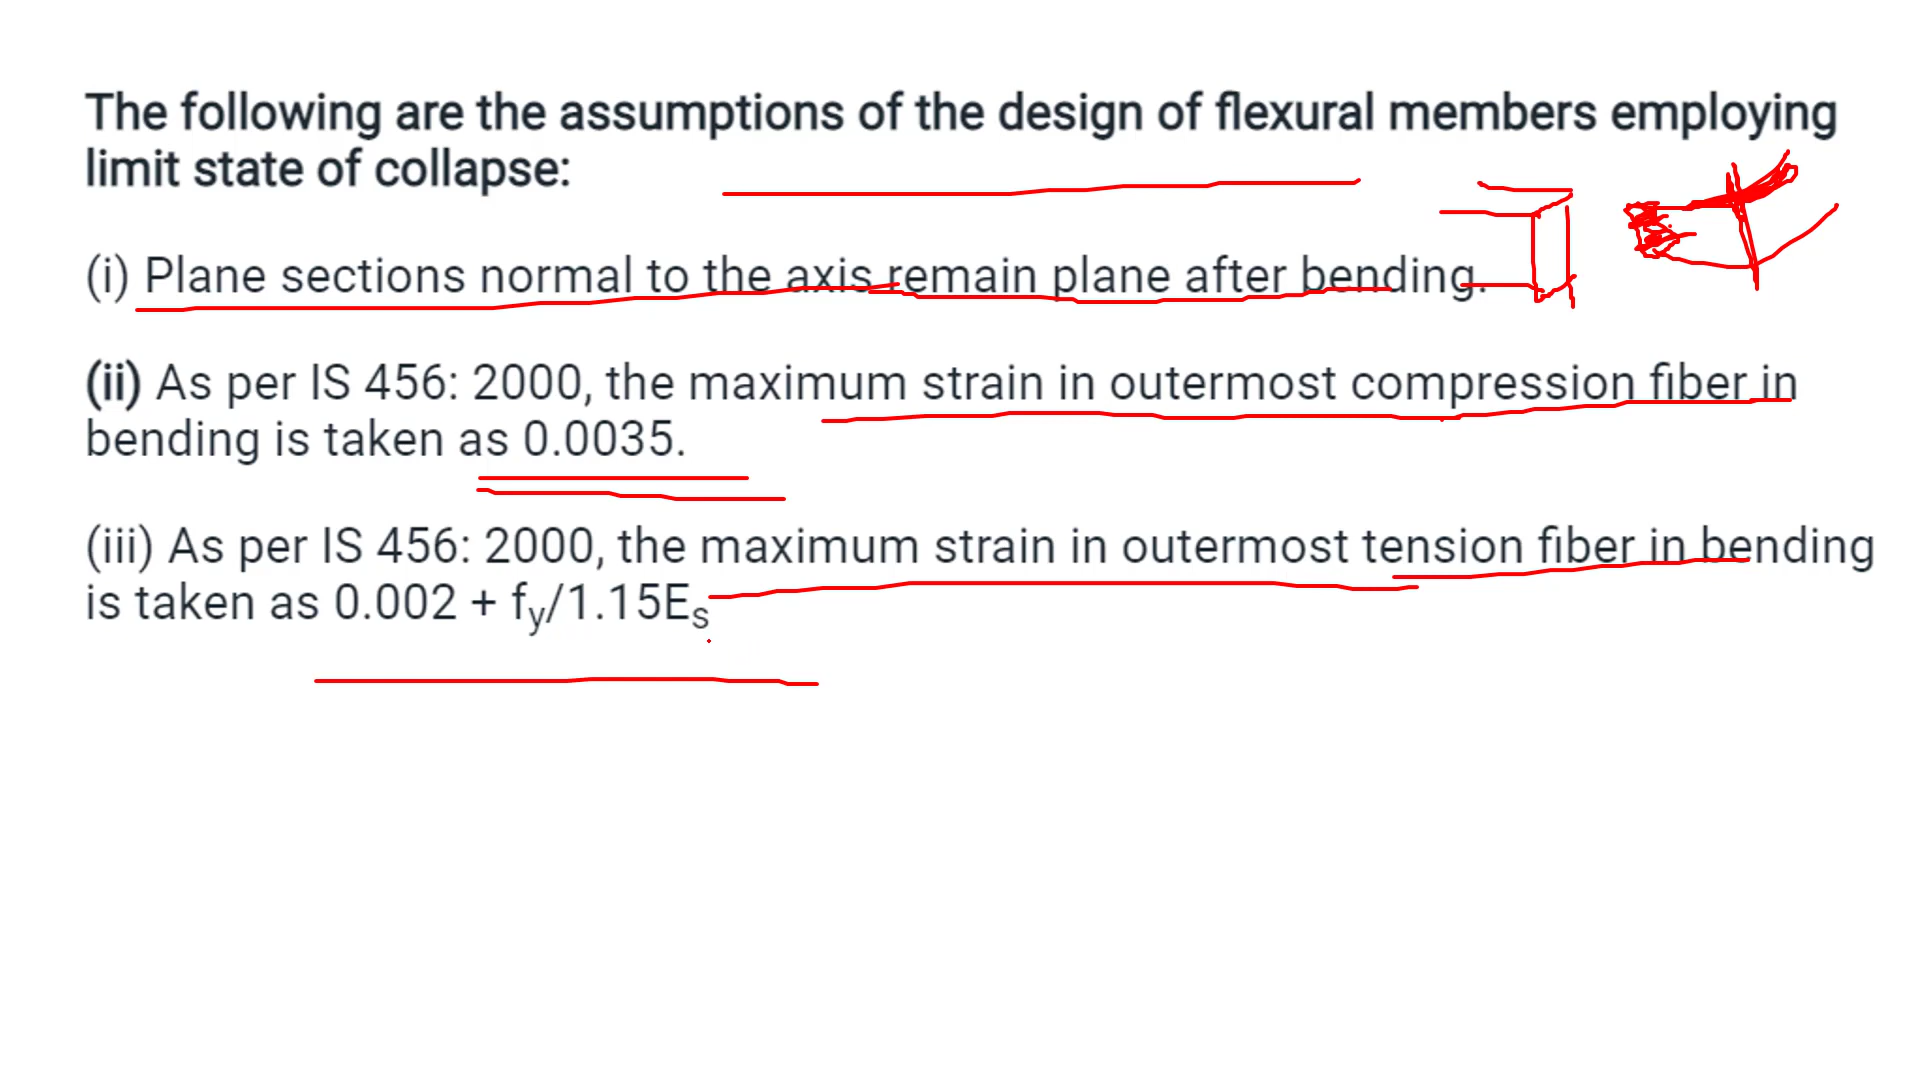 The following are the assumptions of the design of flexural members employing
limit state of collapse:
(i) Plane sections normal to the axis remain plane after bending.
(ii) As per IS 456: 2000, the maximum strain in outermost compression fiber in
bending is taken as 0.0035.
(iii) As per IS 456: 2000, the maximum strain in outermost tension fiber in bending
is taken as 0.002 + fy/1.15Es